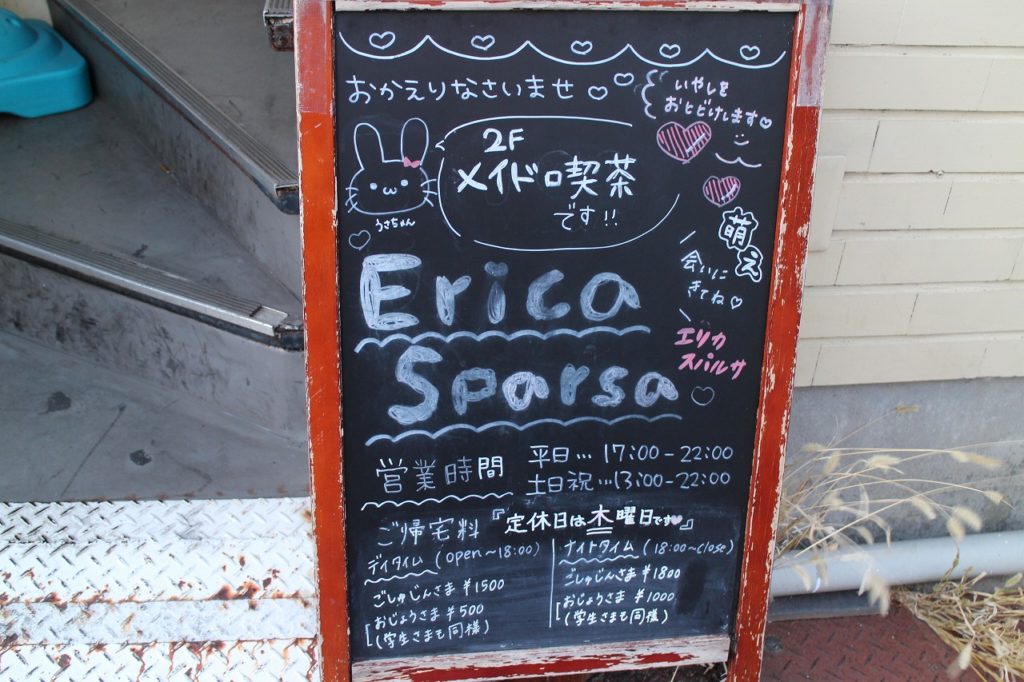 おかえりなさいませ♡
いやしを
おとどけします♡
2F
メイド喫茶
です!!
うさちゃん
萌え
会いに
きてね♡
Erica
Sparsa
エリカ
スパルサ
営業時間
平日…17:00-22:00
土日祝…13:00-22:00
ご帰宅料
『定休日は木曜日です♥』
デイタイム(open~18:00)
ごしゅじんさま ¥1500
おじょうさま ¥500
(学生さまも同様)
ナイトタイム(18:00~close)
ごしゅじんさま ¥1800
おじょうさま ¥1000
(学生さまも同様)